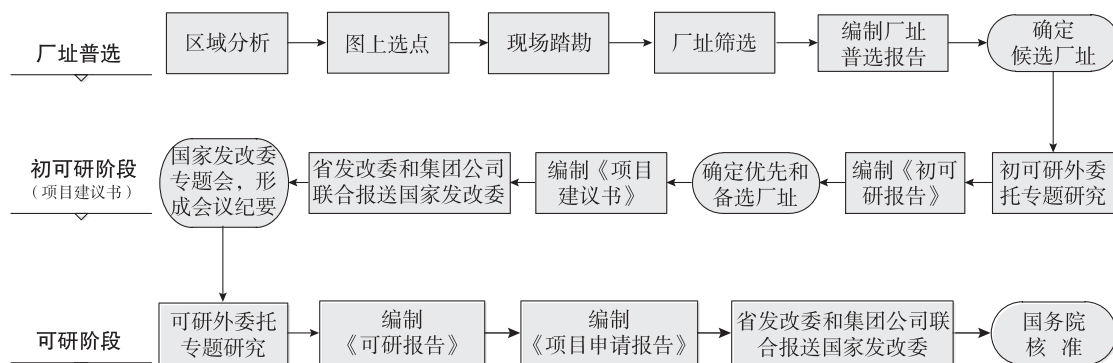 厂址普选
区域分析
图上选点
现场踏勘
厂址筛选
编制厂址
普选报告
确定
候选厂址
初可研阶段
（项目建议书）
国家发改委
专题会，形
成会议纪要
省发改委和集团公司
联合报送国家发改委
编制《项目
建议书》
确定优先和
备选厂址
编制《初可
研报告》
初可研外委
托专题研究
可研阶段
可研外委托
专题研究
编制
《可研报告》
编制
《项目申请报告》
省发改委和集团公司联
合报送国家发改委
国务院
核 准